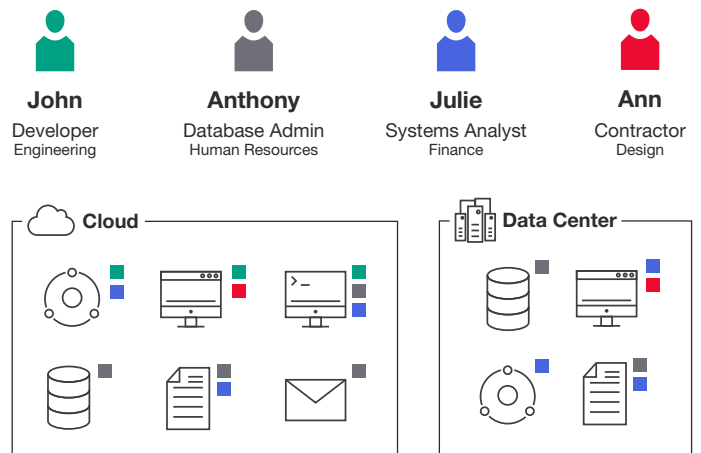 John
Developer
Engineering
Anthony
Database Admin
Human Resources
Julie
Systems Analyst
Finance
Ann
Contractor
Design
Cloud
Data Center
>_